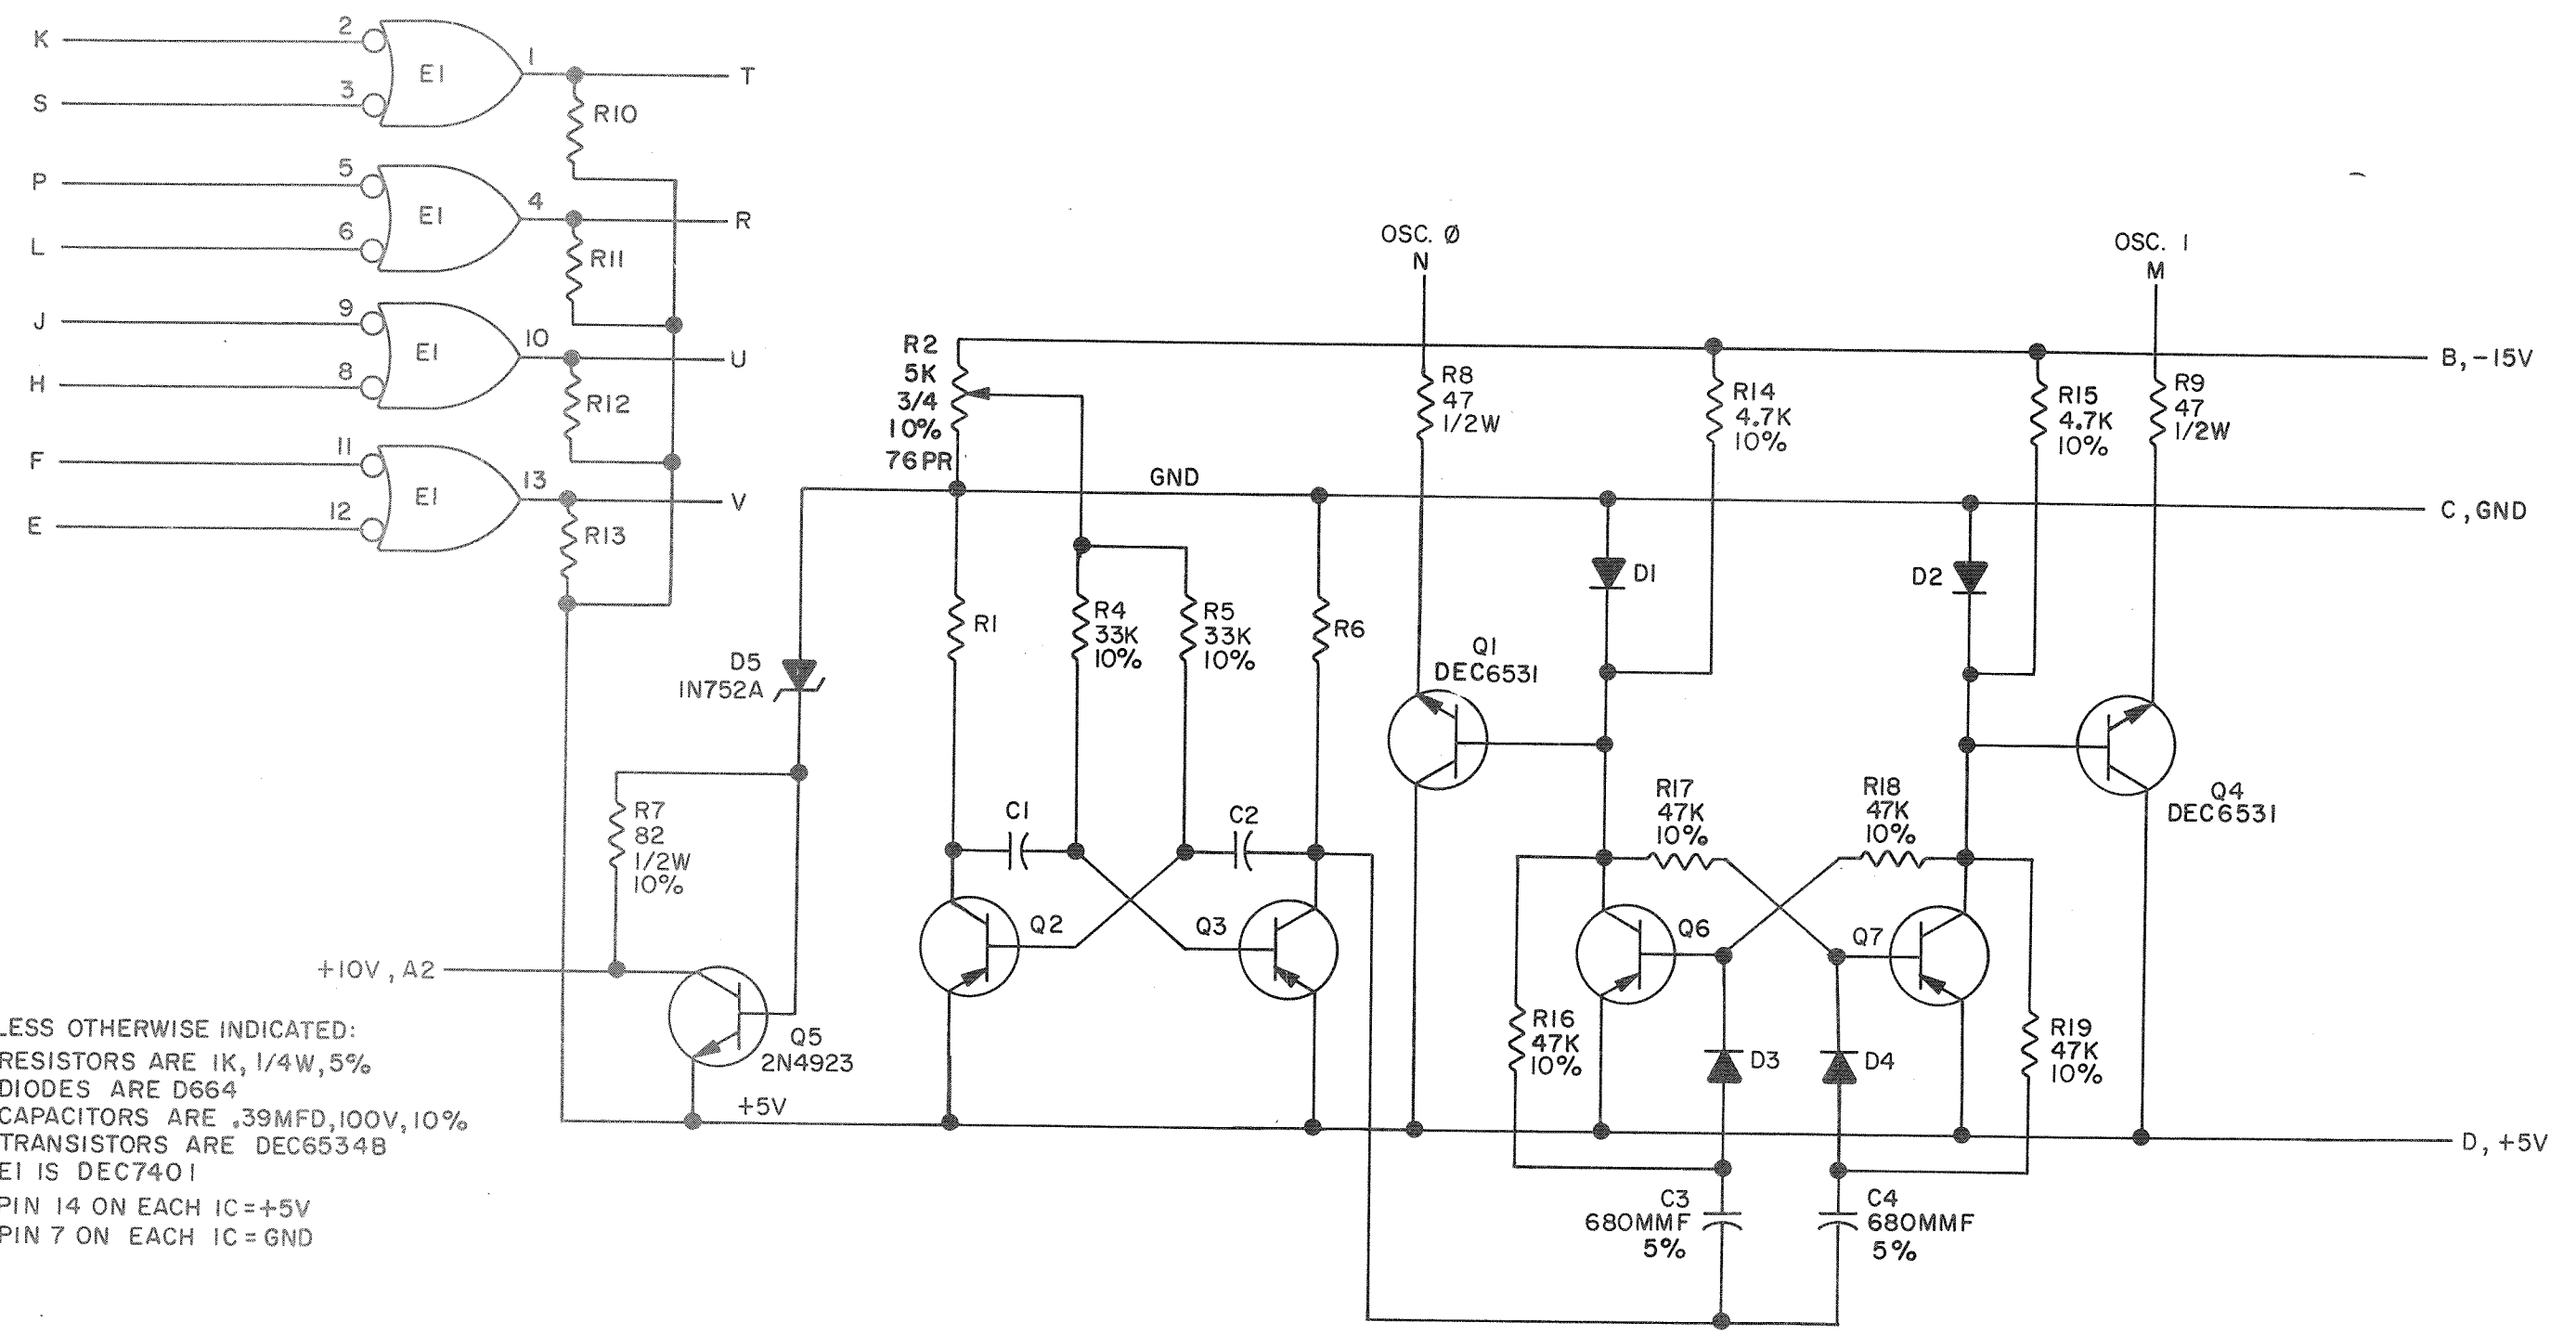 K
2
3
S
E1
1
T
R10
P
5
6
L
E1
4
R
R11
J
9
8
H
E1
10
U
R12
F
11
12
E
E1
13
V
R13
R2
5K
3/4
10%
76PR
OSC. Ø
N
OSC. 1
M
R8
47
1/2W
R14
4.7K
10%
R15
4.7K
10%
R9
47
1/2W
B, -15V
GND
C, GND
D5
1N752A
R1
R4
33K
10%
R5
33K
10%
R6
Q1
DEC6531
D1
D2
Q4
DEC6531
R7
82
1/2W
10%
C1
C2
R17
47K
10%
R18
47K
10%
+10V, A2
Q5
2N4923
Q2
Q3
Q6
Q7
R16
47K
10%
D3
D4
R19
47K
10%
+5V
D, +5V
C3
680MMF
5%
C4
680MMF
5%
LESS OTHERWISE INDICATED:
RESISTORS ARE 1K, 1/4W, 5%
DIODES ARE D664
CAPACITORS ARE .39MFD, 100V, 10%
TRANSISTORS ARE DEC6534B
E1 IS DEC7401
PIN 14 ON EACH IC = +5V
PIN 7 ON EACH IC = GND